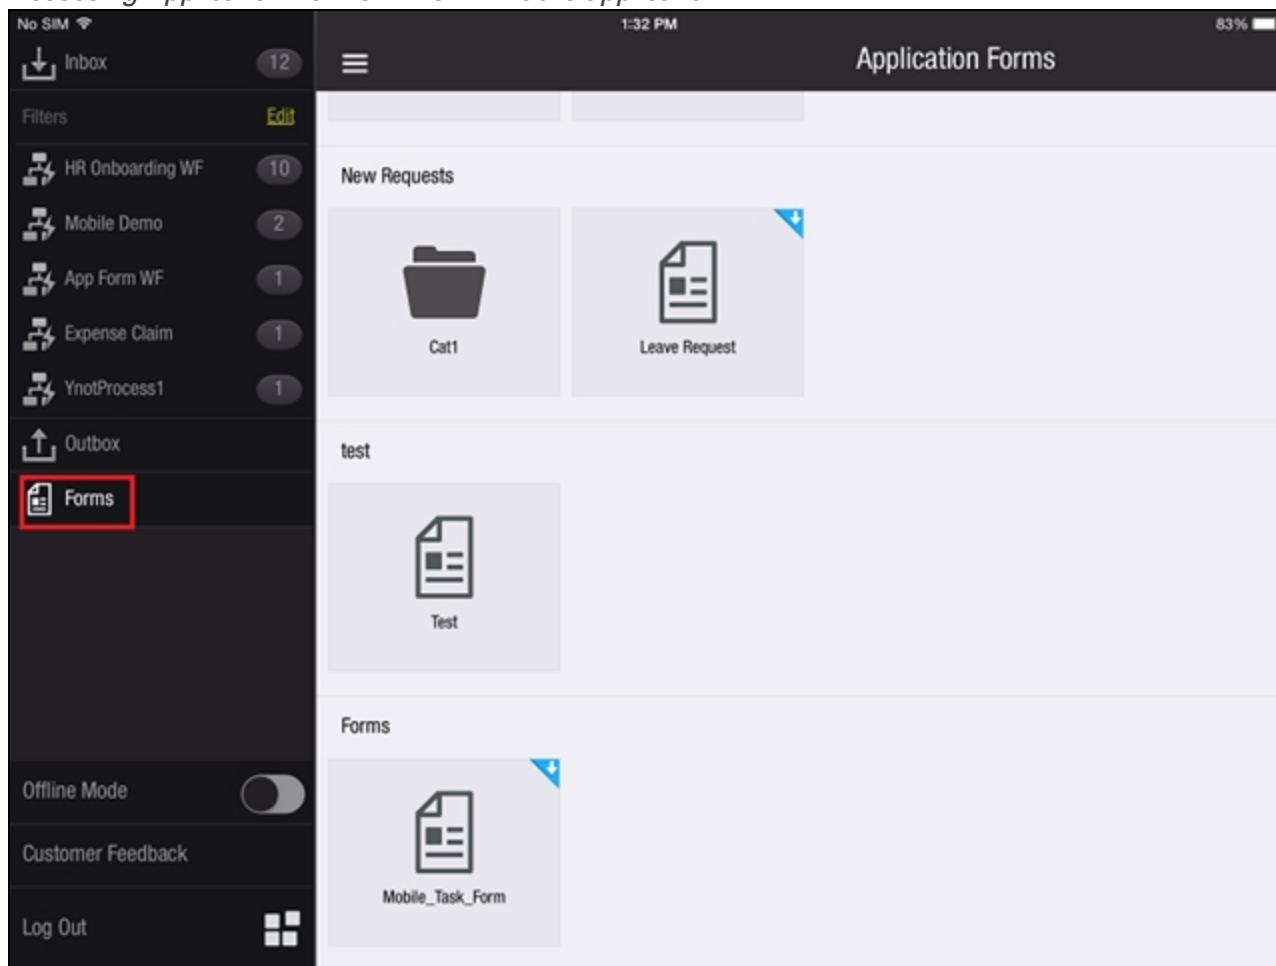 No SIM 1:32 PM 83%
Inbox 12
Application Forms
Filters Edit
HR Onboarding WF 10
Mobile Demo 2
App Form WF 1
Expense Claim 1
YnotProcess1 1
Outbox
Forms
Offline Mode
Customer Feedback
Log Out
New Requests
Cat1
Leave Request
test
Test
Forms
Mobile_Task_Form